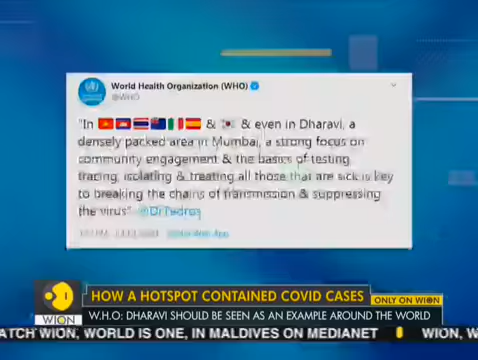 World Health Organization (WHO)
@WHO
"In 🇻🇳🇰🇭🇹🇭🇳🇿🇮🇹🇪🇸 & 🇰🇷 & even in Dharavi, a
densely packed area in Mumbai, a strong focus on
community engagement & the basics of testing
tracing, isolating & treating all those that are sick is key
to breaking the chains of transmission & suppressing
the virus" @DrTedros
Twitter Web App
HOW A HOTSPOT CONTAINED COVID CASES
ONLY ON WION
WION
W.H.O: DHARAVI SHOULD BE SEEN AS AN EXAMPLE AROUND THE WORLD
ATCH WION, WORLD IS ONE, IN MALDIVES ON MEDIANET
WION, W